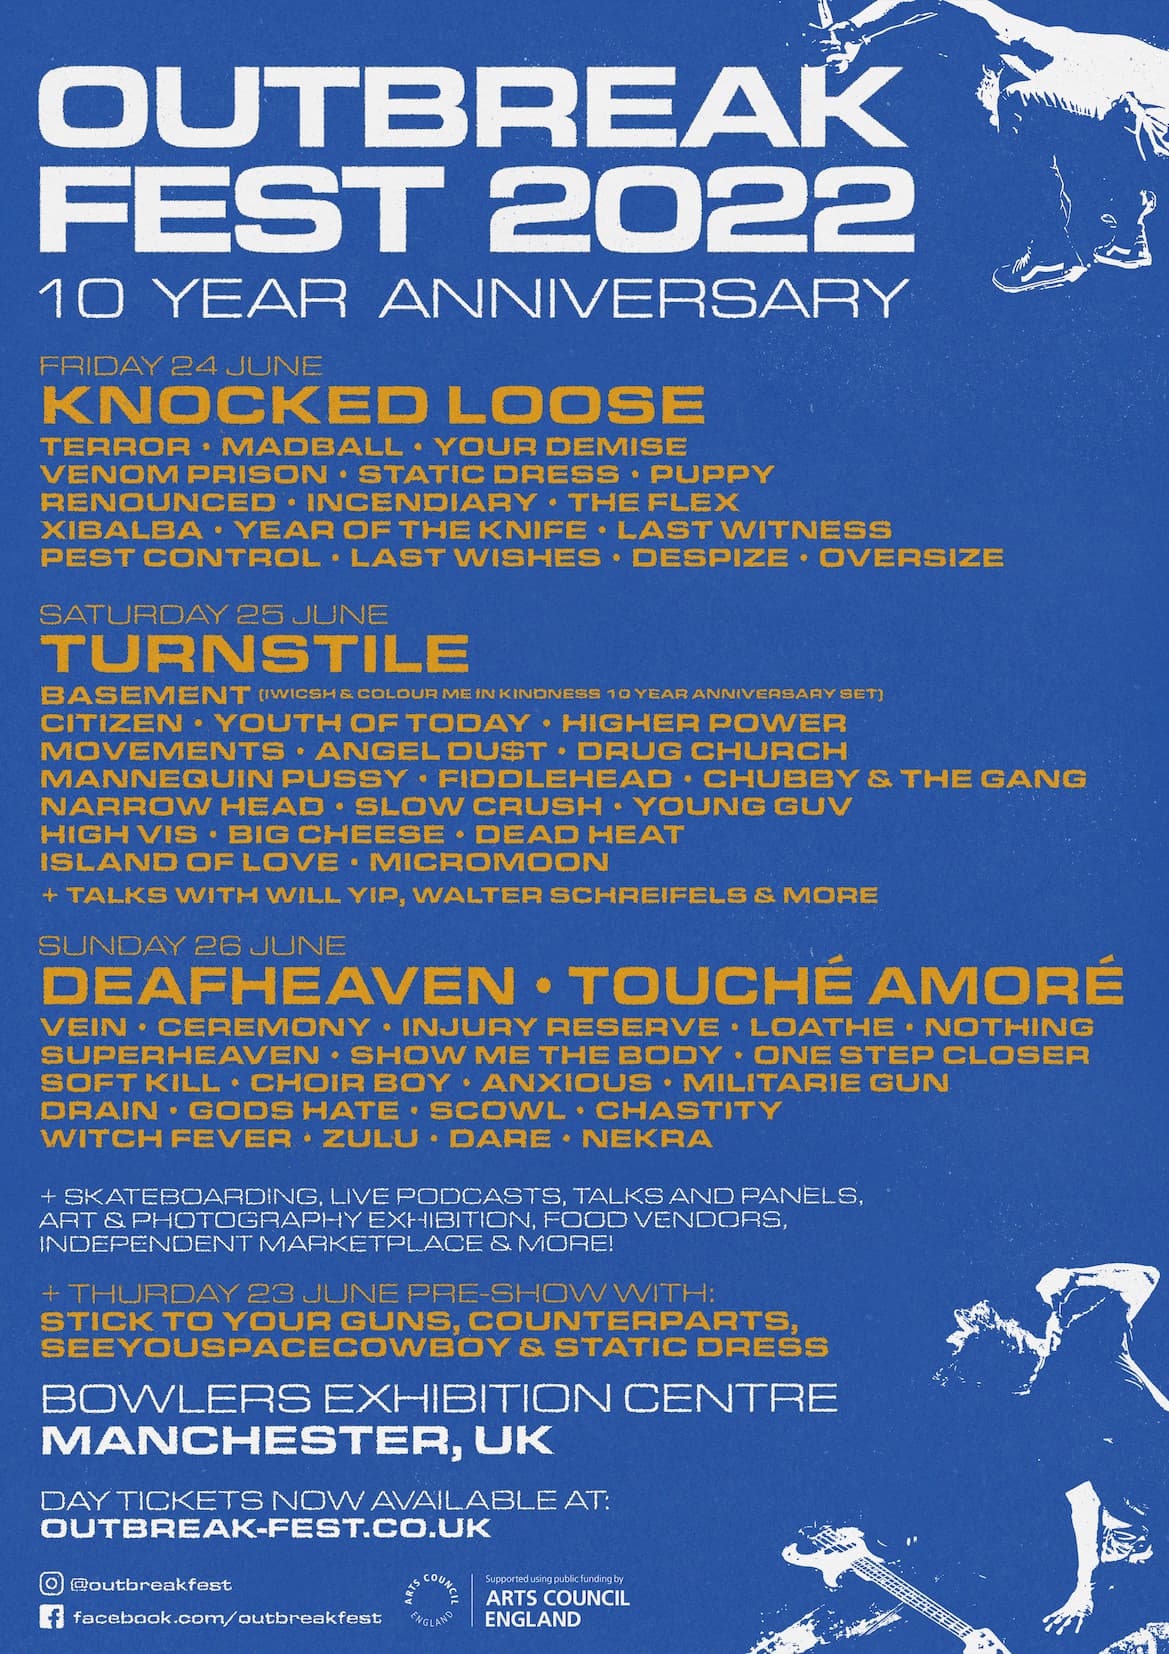 OUTBREAK
FEST 2022
10 YEAR ANNIVERSARY
FRIDAY 24 JUNE
KNOCKED LOOSE
TERROR • MADBALL • YOUR DEMISE
VENOM PRISON • STATIC DRESS • PUPPY
RENOUNCED • INCENDIARY • THE FLEX
XIBALBA • YEAR OF THE KNIFE • LAST WITNESS
PEST CONTROL • LAST WISHES • DESPIZE • OVERSIZE
SATURDAY 25 JUNE
TURNSTILE
BASEMENT (IWICSH & COLOUR ME IN KINDNESS 10 YEAR ANNIVERSARY SET)
CITIZEN • YOUTH OF TODAY • HIGHER POWER
MOVEMENTS • ANGEL DU$T • DRUG CHURCH
MANNEQUIN PUSSY • FIDDLEHEAD • CHUBBY & THE GANG
NARROW HEAD • SLOW CRUSH • YOUNG GUV
HIGH VIS • BIG CHEESE • DEAD HEAT
ISLAND OF LOVE • MICROMOON
+ TALKS WITH WILL YIP, WALTER SCHREIFELS & MORE
SUNDAY 26 JUNE
DEAFHEAVEN • TOUCHÉ AMORÉ
VEIN • CEREMONY • INJURY RESERVE • LOATHE • NOTHING
SUPERHEAVEN • SHOW ME THE BODY • ONE STEP CLOSER
SOFT KILL • CHOIR BOY • ANXIOUS • MILITARIE GUN
DRAIN • GODS HATE • SCOWL • CHASTITY
WITCH FEVER • ZULU • DARE • NEKRA
+ SKATEBOARDING, LIVE PODCASTS, TALKS AND PANELS,
ART & PHOTOGRAPHY EXHIBITION, FOOD VENDORS,
INDEPENDENT MARKETPLACE & MORE!
+ THURSDAY 23 JUNE PRE-SHOW WITH:
STICK TO YOUR GUNS, COUNTERPARTS,
SEEYOUSPACECOWBOY & STATIC DRESS
BOWLERS EXHIBITION CENTRE
MANCHESTER, UK
DAY TICKETS NOW AVAILABLE AT:
OUTBREAK-FEST.CO.UK
@outbreakfest
facebook.com/outbreakfest
ARTS COUNCIL ENGLAND
Supported using public funding by
ARTS COUNCIL
ENGLAND